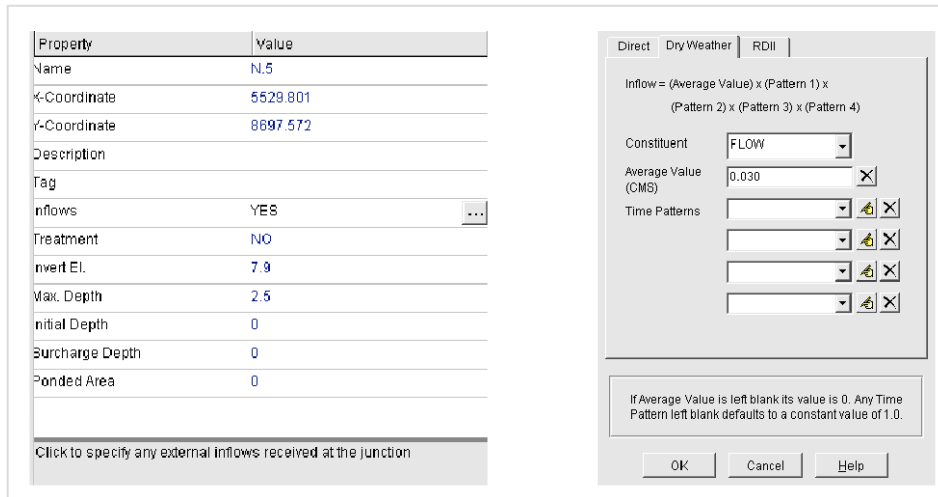 Property Value
Name N.5
X-Coordinate 5529.801
Y-Coordinate 8697.572
Description
Tag
Inflows YES ...
Treatment NO
Invert El. 7.9
Max. Depth 2.5
Initial Depth 0
Surcharge Depth 0
Ponded Area 0
Click to specify any external inflows received at the junction
Direct Dry Weather RDII
Inflow = (Average Value) x (Pattern 1) x
(Pattern 2) x (Pattern 3) x (Pattern 4)
Constituent FLOW
Average Value 0.030
(CMS)
Time Patterns
If Average Value is left blank its value is 0. Any Time
Pattern left blank defaults to a constant value of 1.0.
OK Cancel Help